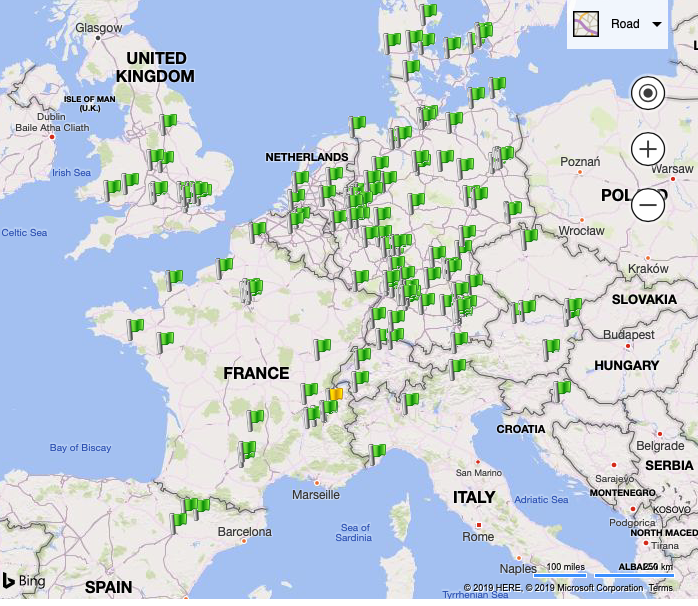 Road
Glasgow
UNITED
KINGDOM
ISLE OF MAN
(U.K.)
Dublin
Baile Atha Cliath
Irish Sea
Celtic Sea
NETHERLANDS
Poznań
Warsaw
Wrocław
Kraków
SLOVAKIA
Budapest
HUNGARY
FRANCE
CROATIA
Belgrade
SERBIA
Sarajevo
MONTENEGRO
KOSOVO
Podgorica
NORTH MACED
Tirana
Bay of Biscay
Marseille
San Marino
ITALY
Adriatic Sea
Barcelona
Sea of
Sardinia
Rome
Naples
100 miles
250 km
Bing
SPAIN
© 2019 HERE, © 2019 Microsoft Corporation
Terms
Tyrrhenian Sea